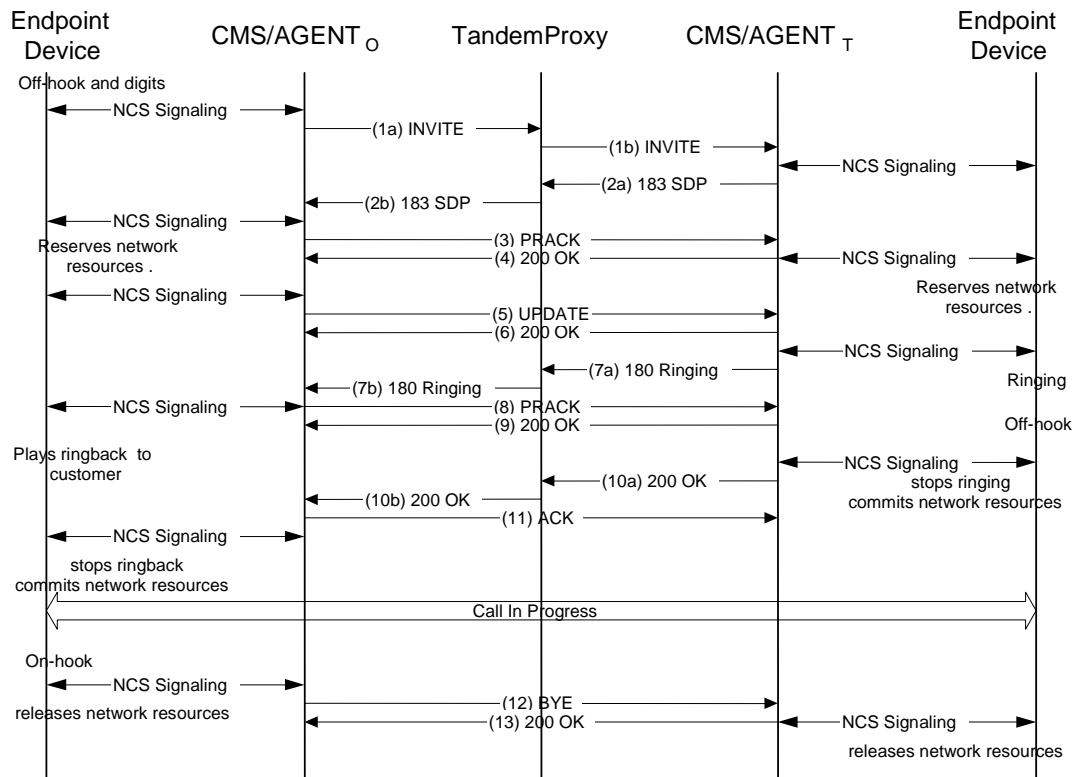 Endpoint
Device
CMS/AGENT O
TandemProxy
CMS/AGENT T
Endpoint
Device
Off-hook and digits
NCS Signaling
(1a) INVITE
(1b) INVITE
NCS Signaling
(2a) 183 SDP
(2b) 183 SDP
NCS Signaling
(3) PRACK
Reserves network
resources .
(4) 200 OK
NCS Signaling
NCS Signaling
Reserves network
resources .
(5) UPDATE
(6) 200 OK
NCS Signaling
(7a) 180 Ringing
Ringing
(7b) 180 Ringing
NCS Signaling
(8) PRACK
(9) 200 OK
Off-hook
Plays ringback to
customer
NCS Signaling
stops ringing
commits network resources
(10a) 200 OK
(10b) 200 OK
(11) ACK
NCS Signaling
stops ringback
commits network resources
Call In Progress
On-hook
NCS Signaling
releases network resources
(12) BYE
(13) 200 OK
NCS Signaling
releases network resources